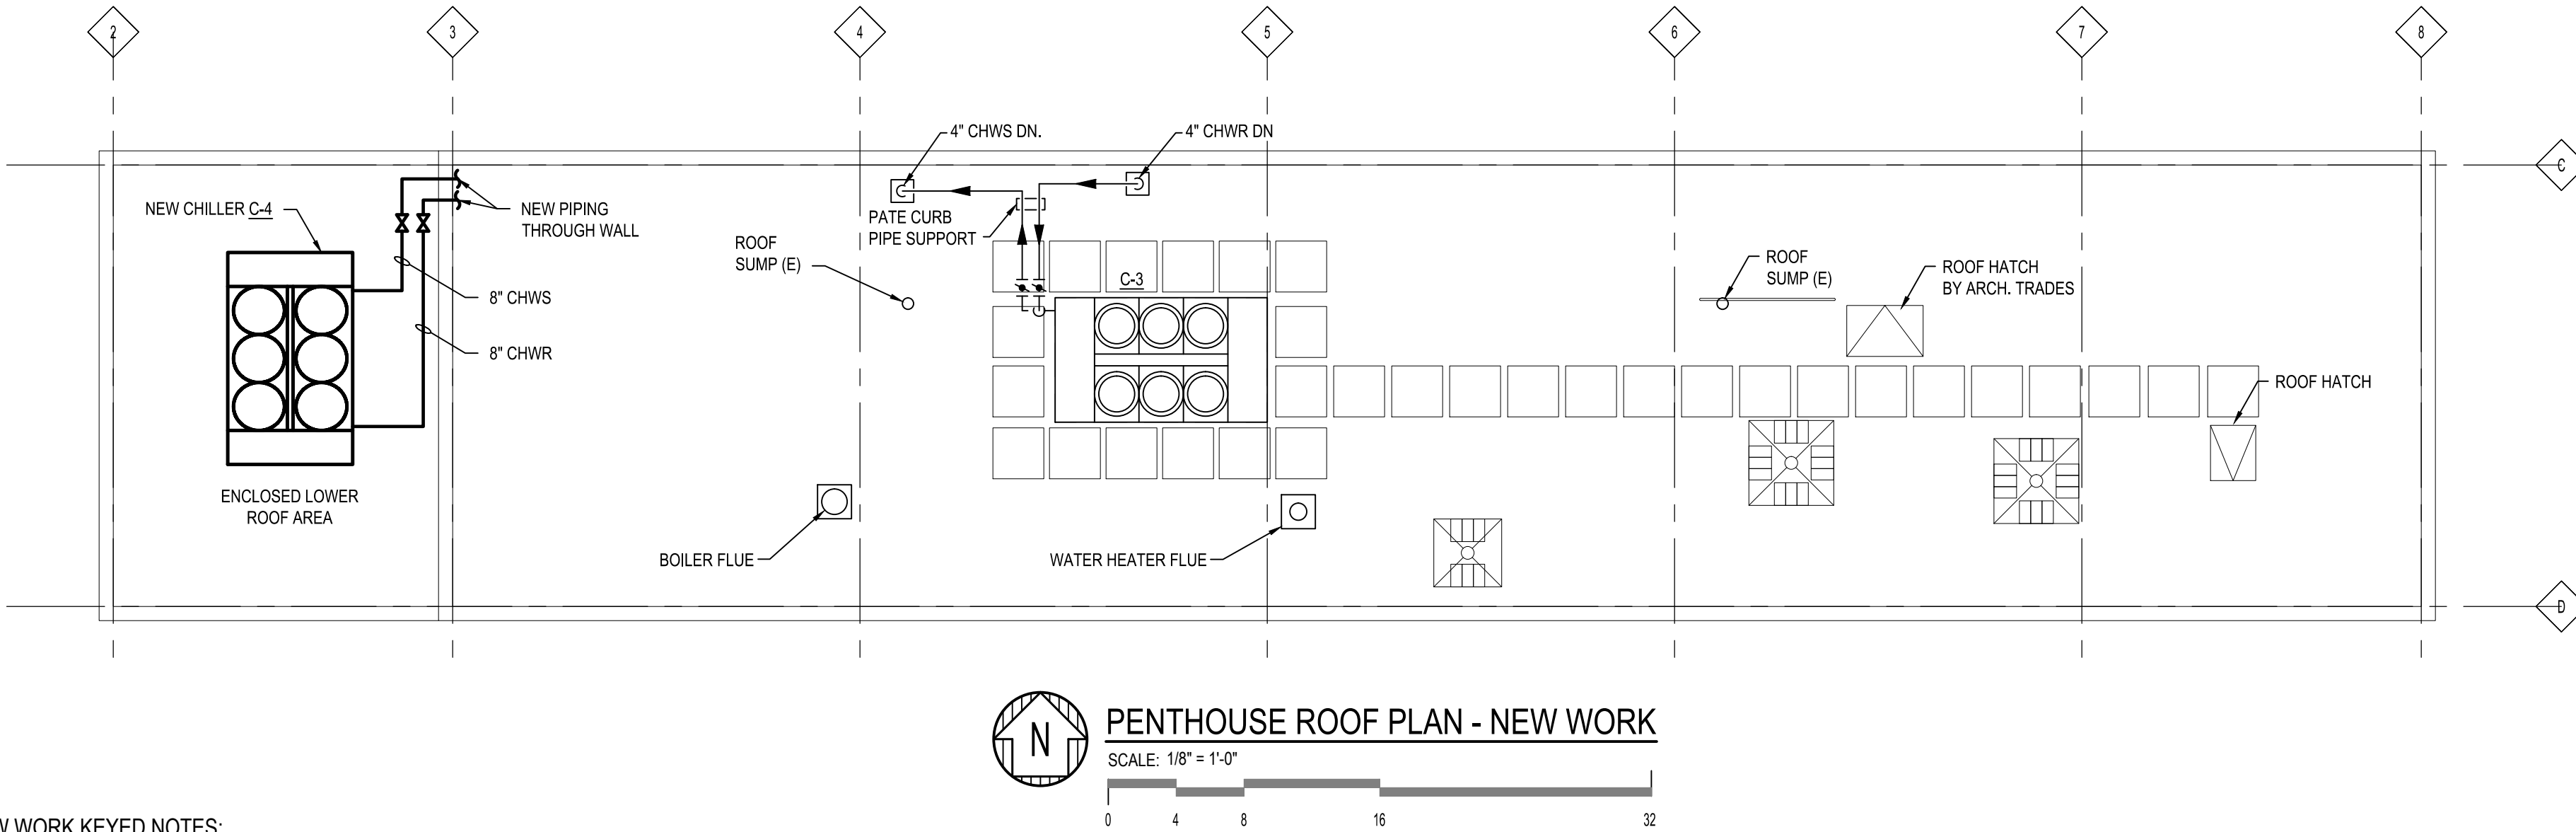 2
3
4
5
6
7
8
4" CHWS DN.
4" CHWR DN
C
NEW CHILLER C-4
NEW PIPING
THROUGH WALL
PATE CURB
PIPE SUPPORT
ROOF
SUMP (E)
C-3
ROOF
SUMP (E)
ROOF HATCH
BY ARCH. TRADES
8" CHWS
8" CHWR
ROOF HATCH
ENCLOSED LOWER
ROOF AREA
BOILER FLUE
WATER HEATER FLUE
D
N
PENTHOUSE ROOF PLAN - NEW WORK
SCALE: 1/8" = 1'-0"
0 4 8 16 32
W WORK KEYED NOTES: